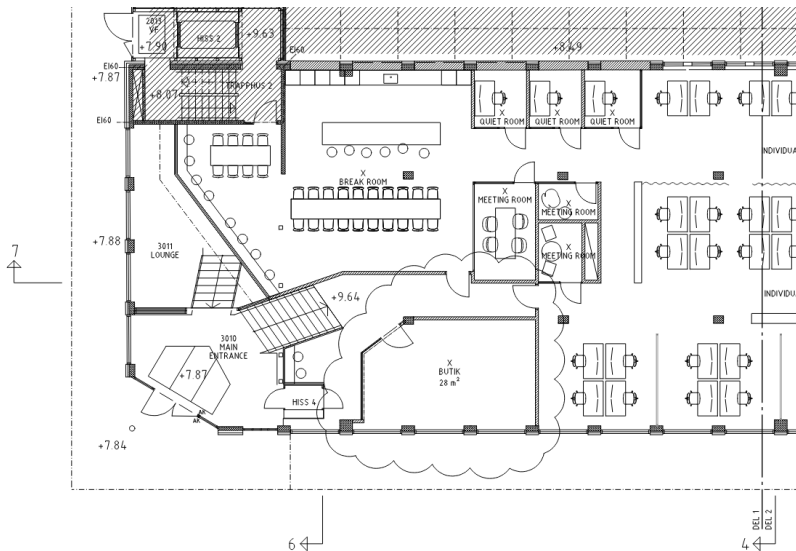 2013
VF
+7.90
HISS 2
+9.63
EI60
+8.49
EI60
+7.87
TRAPPHUS 2
+8.07
EI60
X
QUIET ROOM
X
QUIET ROOM
X
QUIET ROOM
INDIVIDUA
X
BREAK ROOM
X
MEETING ROOM
X
MEETING ROOM
7
+7.88
3011
LOUNGE
X
MEETING ROOM
+9.64
INDIVIDUA
3010
MAIN
ENTRANCE
+7.87
X
BUTIK
28 m²
HISS 4
AK
AK
+7.84
DEL 1
DEL 2
6
4